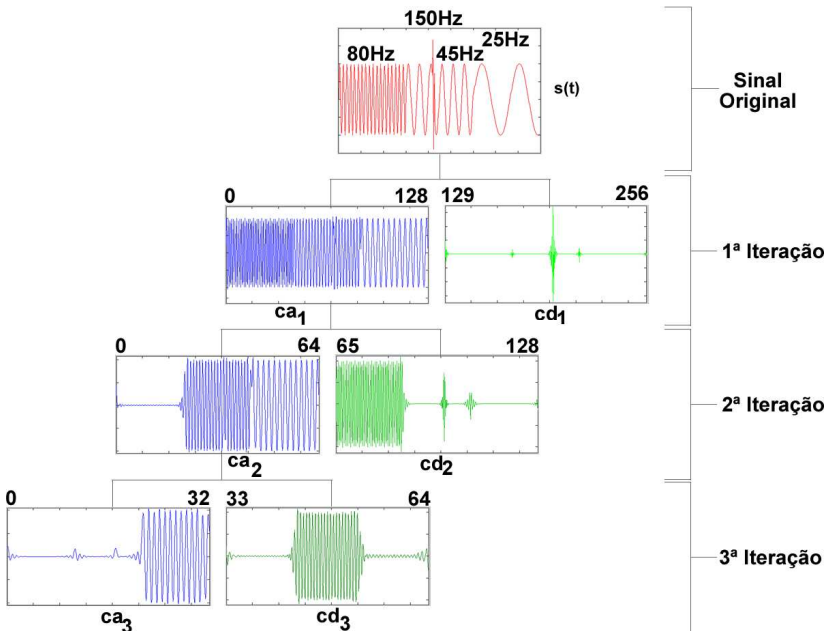 150Hz
25Hz
80Hz
45Hz
s(t)
Sinal
Original
0
128
129
256
ca1
cd1
1ª Iteração
0
64
65
128
ca2
cd2
2ª Iteração
0
32
33
64
ca3
cd3
3ª Iteração